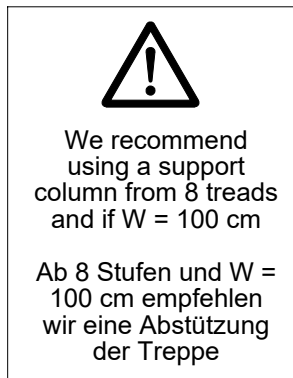 We recommend
using a support
column from 8 treads
and if W = 100 cm
Ab 8 Stufen und W =
100 cm empfehlen
wir eine Abstützung
der Treppe